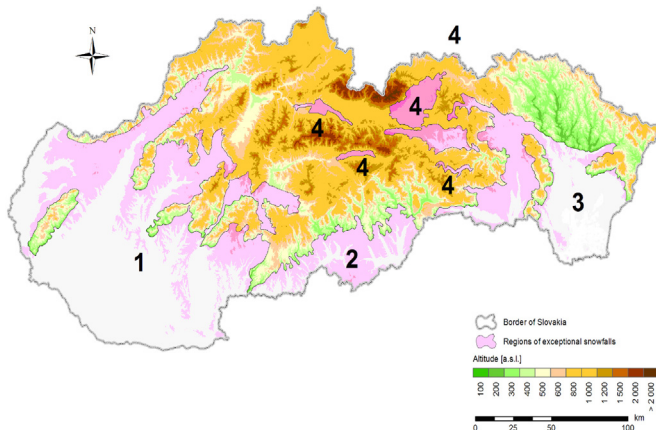 N
4
4
4
4
4
3
1
2
Border of Slovakia
Regions of exceptional snowfalls
Altitude [a.s.l.]
100 200 300 400 500 600 800 1 000 1 200 1 500 2 000 > 2 000
km
0 25 50 100